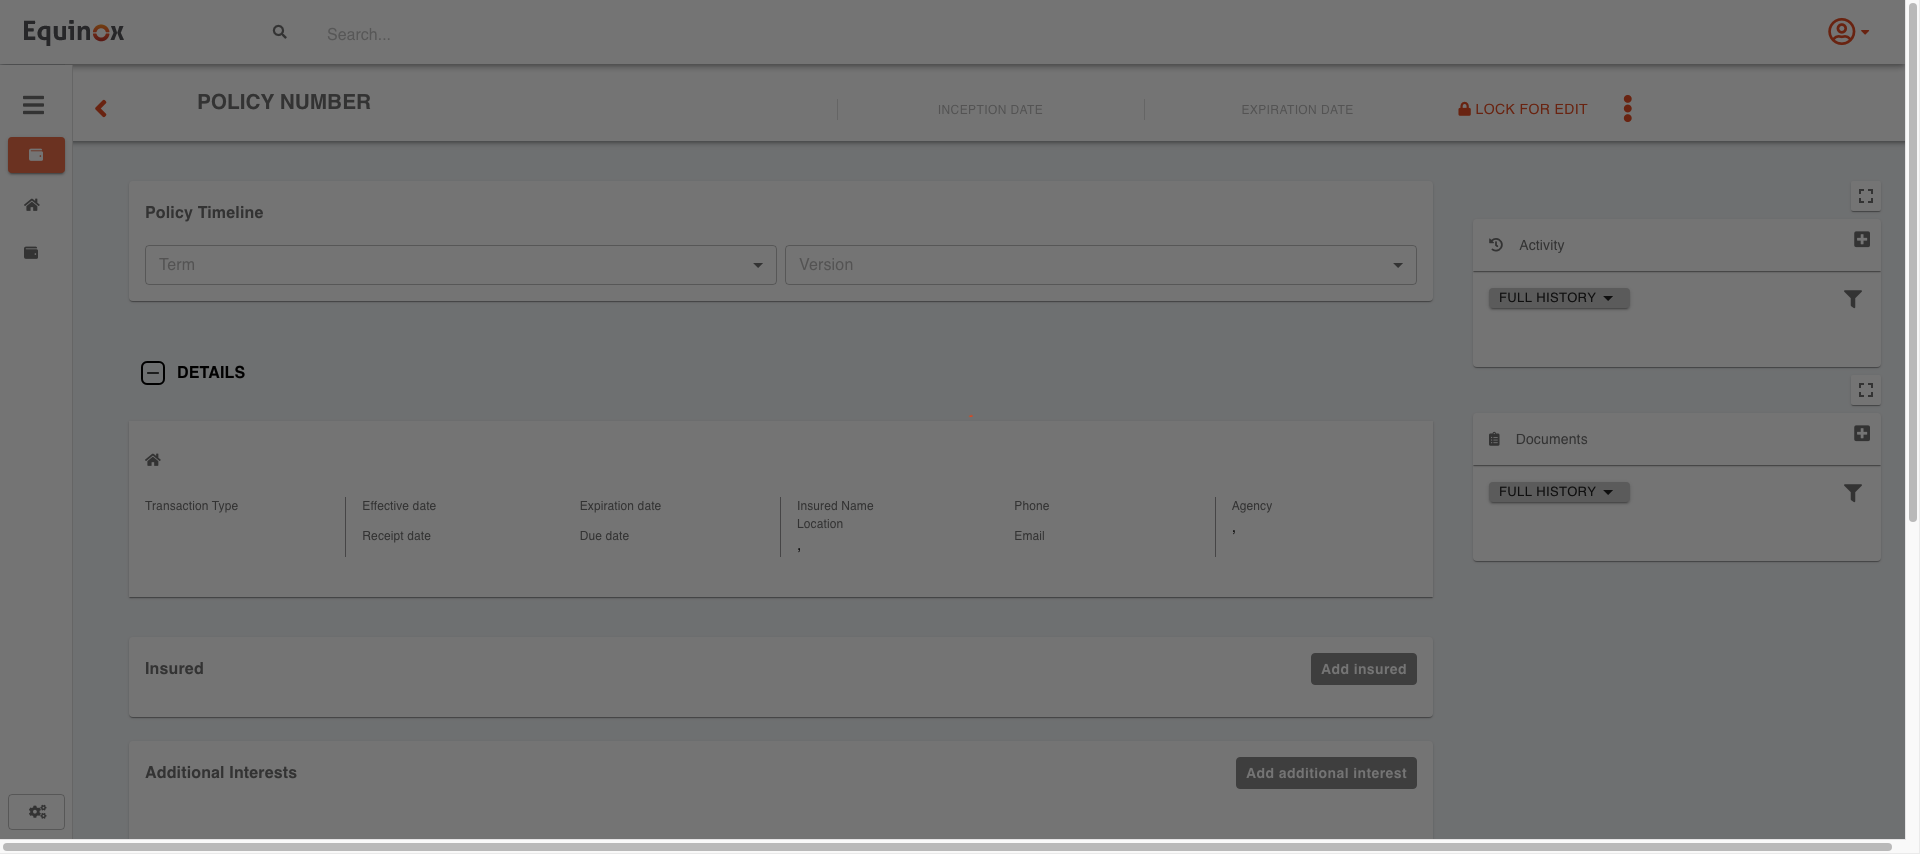 Equinox
Search...
POLICY NUMBER
INCEPTION DATE
EXPIRATION DATE
LOCK FOR EDIT
Policy Timeline
Term
Version
Activity
FULL HISTORY
DETAILS
Documents
FULL HISTORY
Transaction Type
Effective date
Receipt date
Expiration date
Due date
Insured Name
Location
,
Phone
Email
Agency
,
Insured
Add insured
Additional Interests
Add additional interest